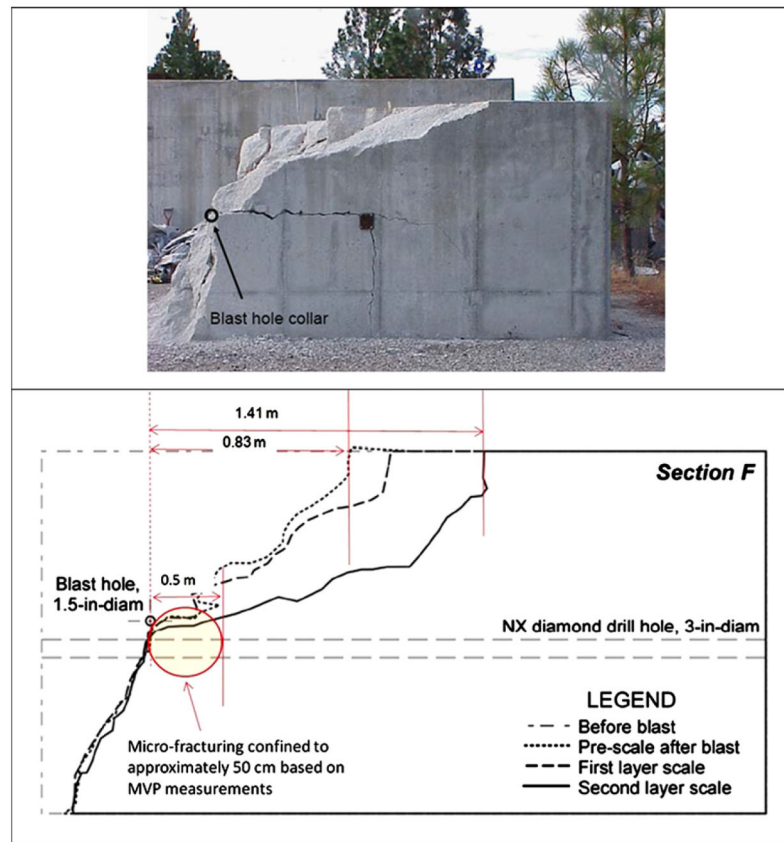 Blast hole collar
1.41 m
0.83 m
Section F
Blast hole,
1.5-in-diam
0.5 m
NX diamond drill hole, 3-in-diam
Micro-fracturing confined to
approximately 50 cm based on
MVP measurements
LEGEND
Before blast
Pre-scale after blast
First layer scale
Second layer scale